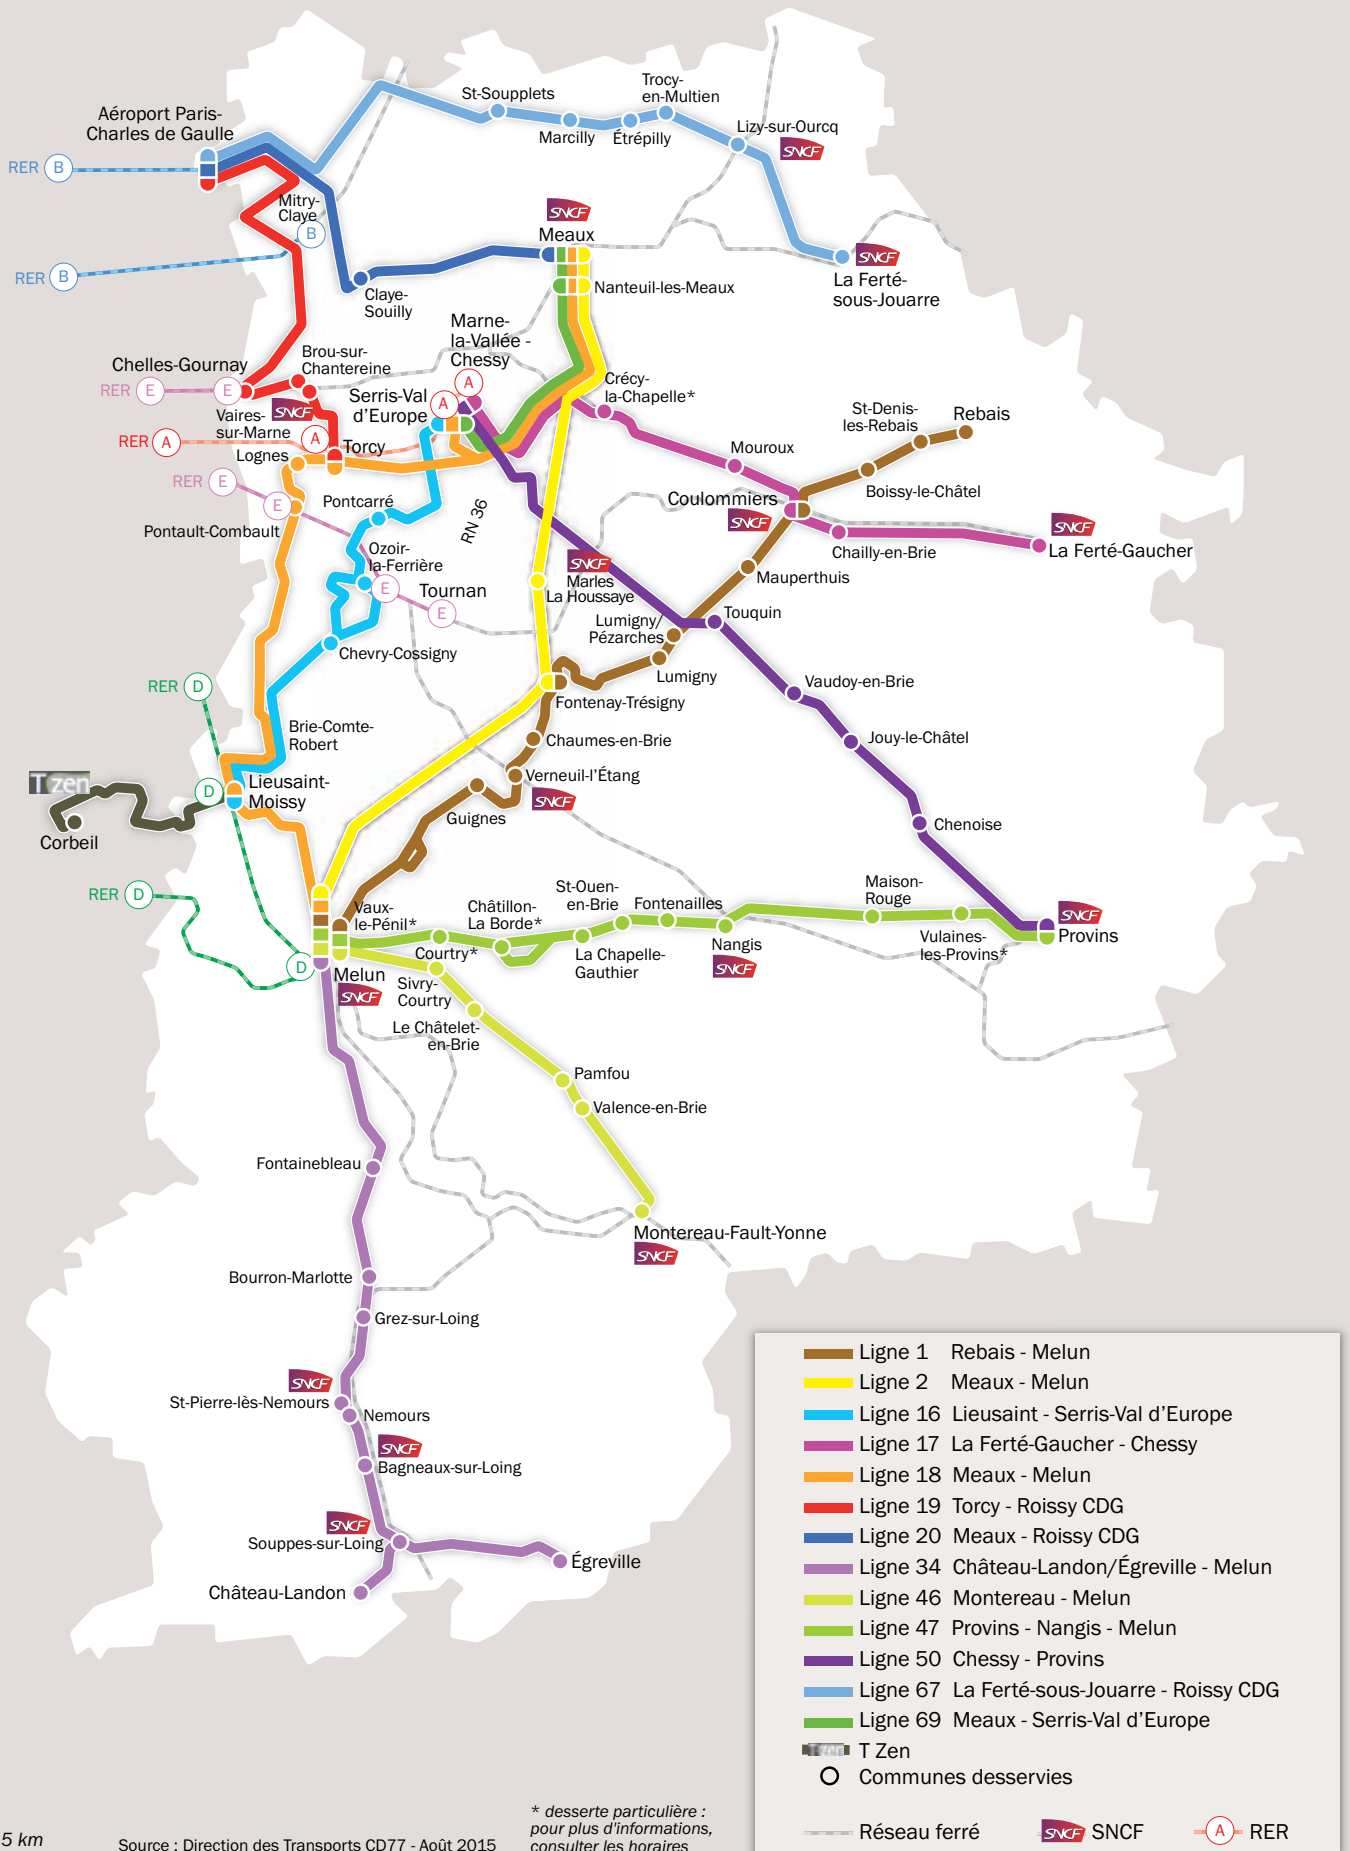 St-Soupplets
Trocy-
en-Multien
Marcilly
Étrépilly
Lizy-sur-Ourcq
SNCF
Aéroport Paris-
Charles de Gaulle
RER B
Mitry-
Claye
B
RER B
SNCF
Meaux
SNCF
La Ferté-
sous-Jouarre
Claye-
Souilly
Nanteuil-les-Meaux
Marne-
la-Vallée -
Chessy
A
Chelles-Gournay
RER E
E
Brou-sur-
Chantereine
Serris-Val
d'Europe
A
Crécy-
la-Chapelle*
SNCF
Vaires-
sur-Marne
RER A
A
Torcy
Lognes
St-Denis-
les-Rebais
Rebais
Mouroux
Boissy-le-Châtel
Coulommiers
SNCF
RER E
E
Pontault-Combault
Pontcarré
RN 36
Chailly-en-Brie
SNCF
La Ferté-Gaucher
Ozoir-
la-Ferrière
E
Tournan
E
SNCF
Marles
La Houssaye
Mauperthuis
Touquin
Lumigny/
Pézarches
Lumigny
Chevry-Cossigny
RER D
Fontenay-Trésigny
Vaudoy-en-Brie
Brie-Comte-
Robert
Chaumes-en-Brie
Jouy-le-Châtel
T zen
D
Lieusaint-
Moissy
Verneuil-l'Étang
SNCF
Guignes
Chenoise
Corbeil
RER D
Vaux-
le-Pénil*
Châtillon-
La Borde*
St-Ouen-
en-Brie
Fontenailles
Maison-
Rouge
SNCF
Provins
Courtry*
La Chapelle-
Gauthier
Nangis
SNCF
Vulaines-
les-Provins*
D
Melun
SNCF
Sivry-
Courtry
Le Châtelet-
en-Brie
Pamfou
Valence-en-Brie
Fontainebleau
Montereau-Fault-Yonne
SNCF
Bourron-Marlotte
Grez-sur-Loing
SNCF
St-Pierre-lès-Nemours
Nemours
SNCF
Bagneaux-sur-Loing
SNCF
Souppes-sur-Loing
Égreville
Château-Landon
Ligne 1 Rebais - Melun
Ligne 2 Meaux - Melun
Ligne 16 Lieusaint - Serris-Val d'Europe
Ligne 17 La Ferté-Gaucher - Chessy
Ligne 18 Meaux - Melun
Ligne 19 Torcy - Roissy CDG
Ligne 20 Meaux - Roissy CDG
Ligne 34 Château-Landon/Égreville - Melun
Ligne 46 Montereau - Melun
Ligne 47 Provins - Nangis - Melun
Ligne 50 Chessy - Provins
Ligne 67 La Ferté-sous-Jouarre - Roissy CDG
Ligne 69 Meaux - Serris-Val d'Europe
T zen T Zen
Communes desservies
Réseau ferré SNCF SNCF A RER
* desserte particulière :
pour plus d'informations,
consulter les horaires
5 km
Source : Direction des Transports CD77 - Août 2015